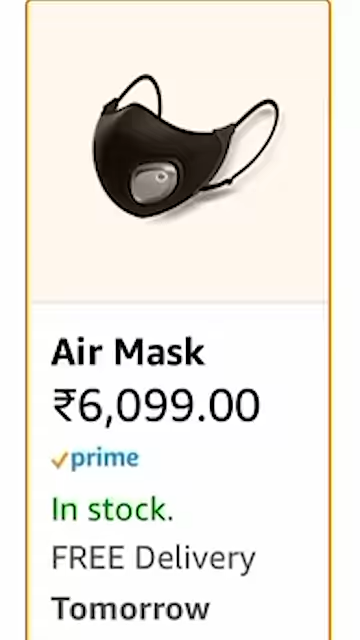 Air Mask
₹6,099.00
prime
In stock.
FREE Delivery
Tomorrow